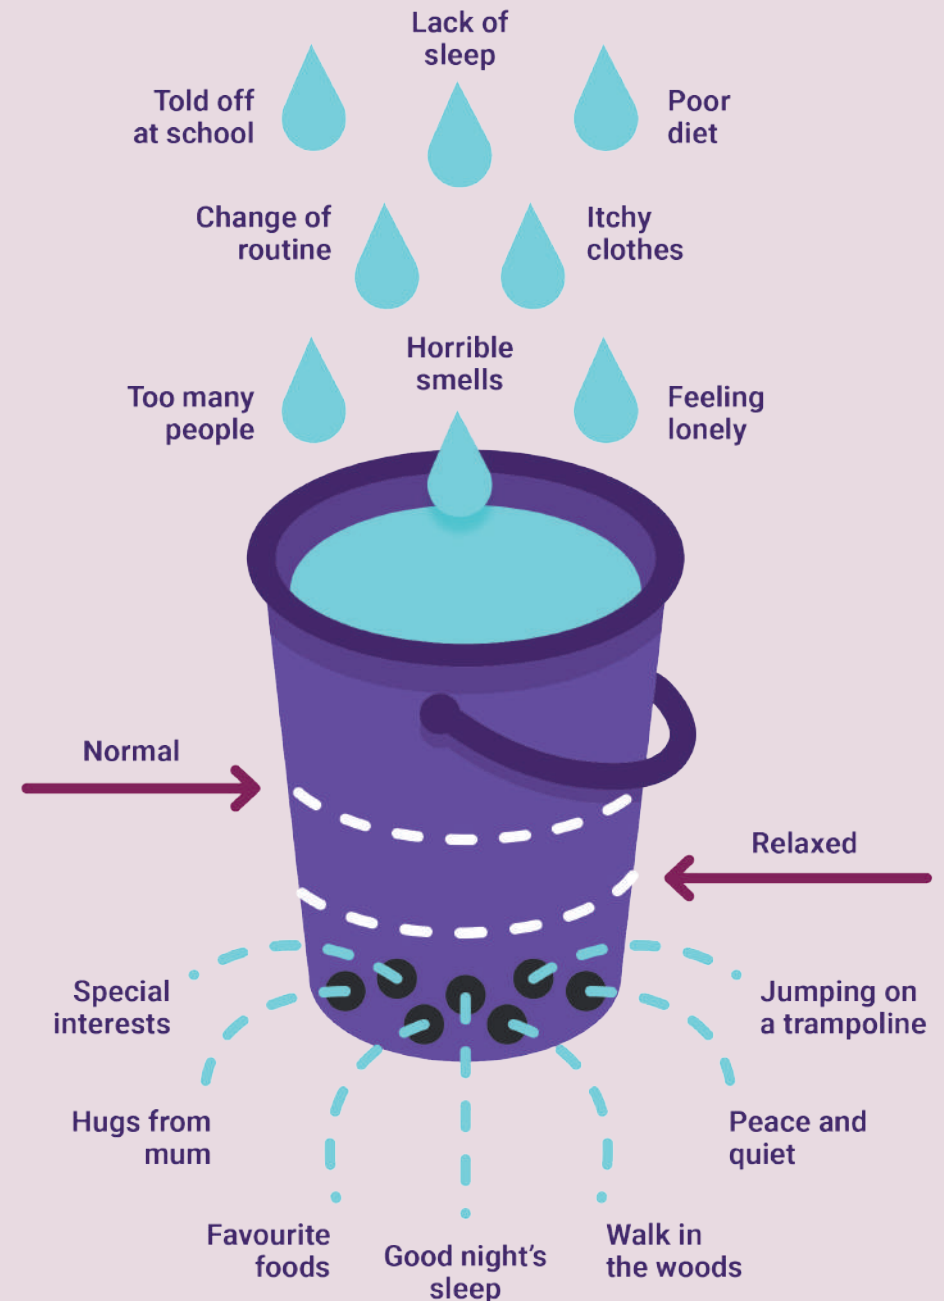 Lack of
sleep
Told off
at school
Poor
diet
Change of
routine
Itchy
clothes
Horrible
smells
Too many
people
Feeling
lonely
Normal
Relaxed
Special
interests
Jumping on
a trampoline
Hugs from
mum
Peace and
quiet
Favourite
foods
Good night's
sleep
Walk in
the woods